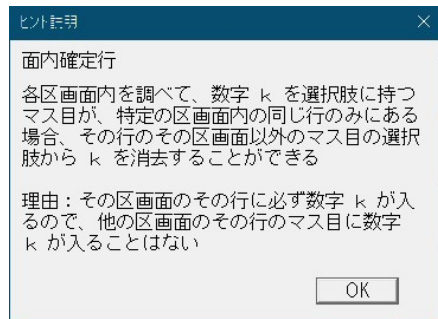 ヒント説明
面内確定行
各区画面内を調べて、数字 k を選択肢に持つ
マス目が、特定の区画面内の同じ行のみにある
場合、その行のその区画面以外のマス目の選択
肢から k を消去することができる
理由：その区画面のその行に必ず数字 k が入
るので、他の区画面のその行のマス目に数字
k が入ることはない
OK